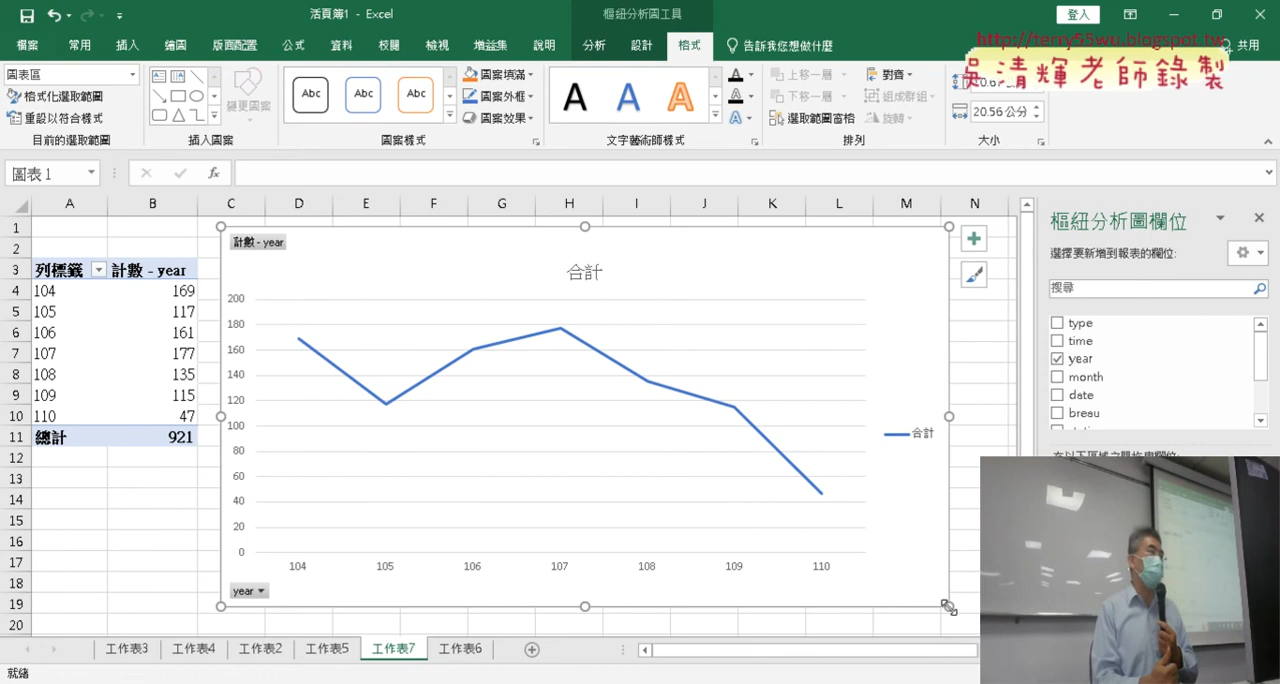 活頁簿1 - Excel
樞紐分析圖工具
登入
檔案 常用 插入 繪圖 版面配置 公式 資料 校閱 檢視 增益集 說明 分析 設計 格式 告訴我您想做什麼 共用
http://terry55wu.blogspot.tw
吳清輝老師錄製
圖表區
格式化選取範圍
重設以符合樣式
目前的選取範圍
變更圖案
插入圖案
Abc Abc Abc
圖案填滿
圖案外框
圖案效果
圖案樣式
A A A
文字藝術師樣式
上移一層 對齊
下移一層 組成群組
選取範圍窗格 旋轉
排列
20.56 公分
大小
圖表 1
fx
A B C D E F G H I J K L M N
1
2
3 列標籤 計數 - year
4 104 169
5 105 117
6 106 161
7 107 177
8 108 135
9 109 115
10 110 47
11 總計 921
12
13
14
15
16
17
18
19
20
計數 - year
合計
200
180
160
140
120
100
80
60
40
20
0
104 105 106 107 108 109 110
合計
year
樞紐分析圖欄位
選擇要新增到報表的欄位:
搜尋
type
time
year
month
date
breau
工作表3 工作表4 工作表2 工作表5 工作表7 工作表6
就緒